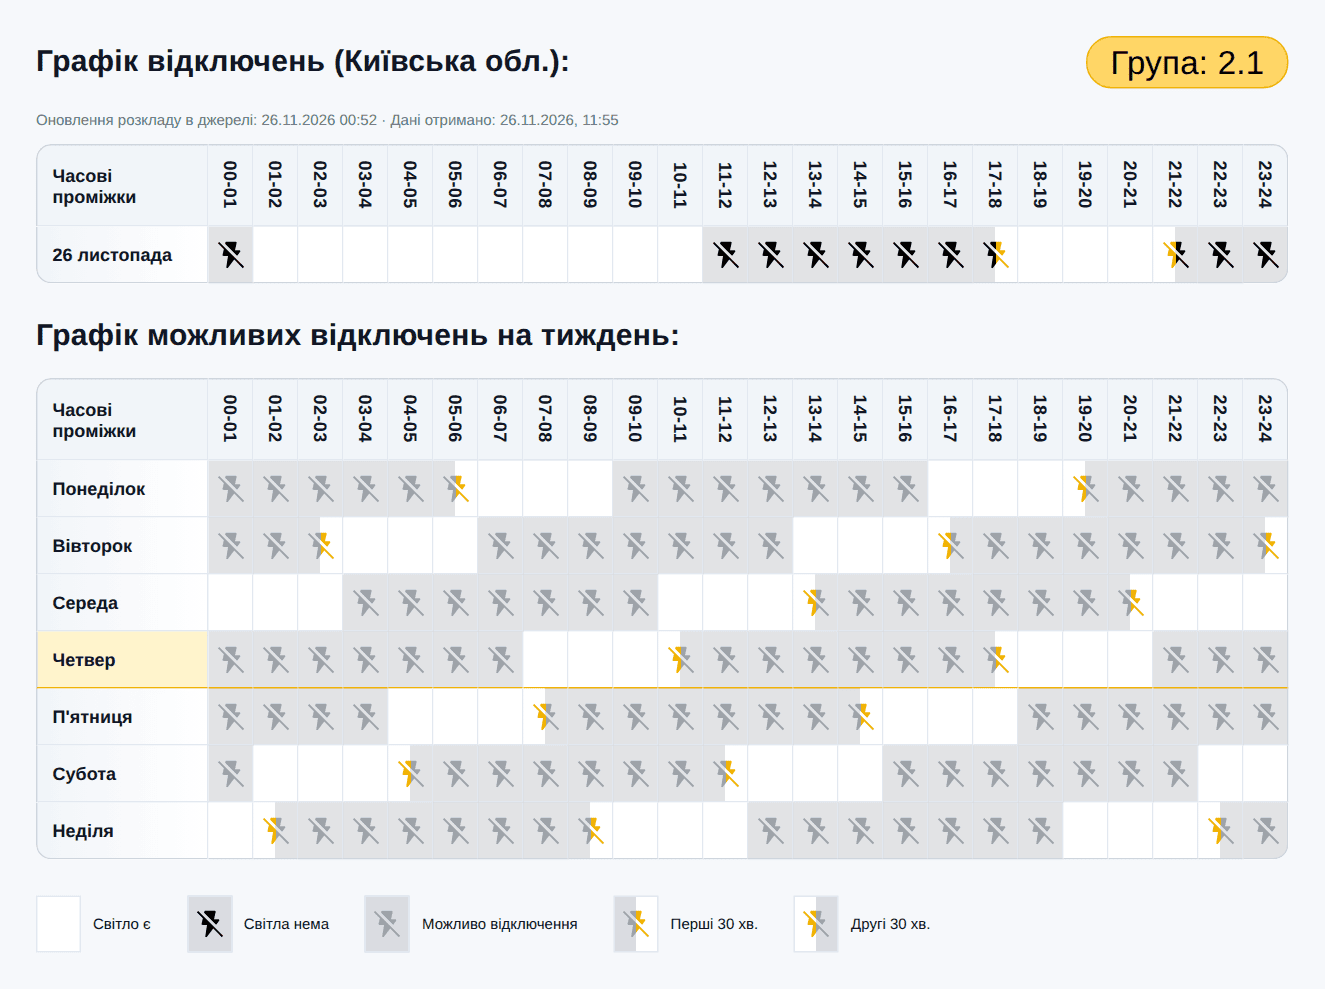 Графік відключень (Київська обл.):
Група: 2.1
Оновлення розкладу в джерелі: 26.11.2026 00:52 · Дані отримано: 26.11.2026, 11:55
Часові проміжки 00-01 01-02 02-03 03-04 04-05 05-06 06-07 07-08 08-09 09-10 10-11 11-12 12-13 13-14 14-15 15-16 16-17 17-18 18-19 19-20 20-21 21-22 22-23 23-24
26 листопада
Графік можливих відключень на тиждень:
Часові проміжки 00-01 01-02 02-03 03-04 04-05 05-06 06-07 07-08 08-09 09-10 10-11 11-12 12-13 13-14 14-15 15-16 16-17 17-18 18-19 19-20 20-21 21-22 22-23 23-24
Понеділок
Вівторок
Середа
Четвер
П'ятниця
Субота
Неділя
Світло є Світла нема Можливо відключення Перші 30 хв. Другі 30 хв.